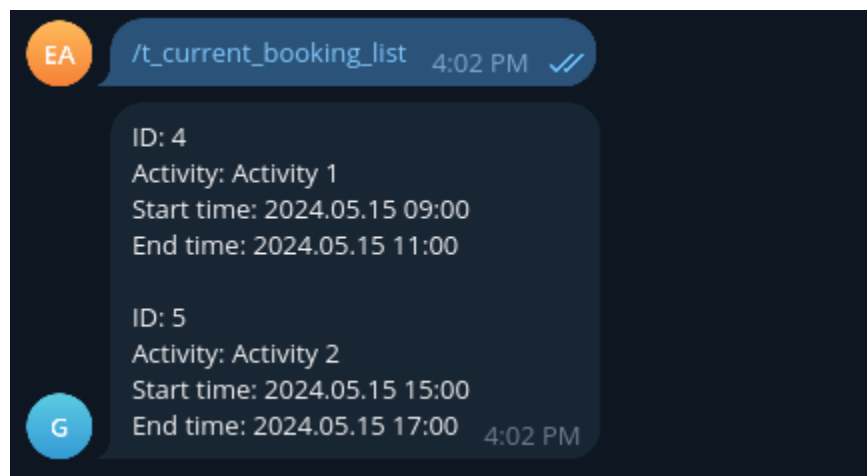 EA
/t_current_booking_list 4:02 PM
ID: 4
Activity: Activity 1
Start time: 2024.05.15 09:00
End time: 2024.05.15 11:00
ID: 5
Activity: Activity 2
Start time: 2024.05.15 15:00
G
End time: 2024.05.15 17:00 4:02 PM